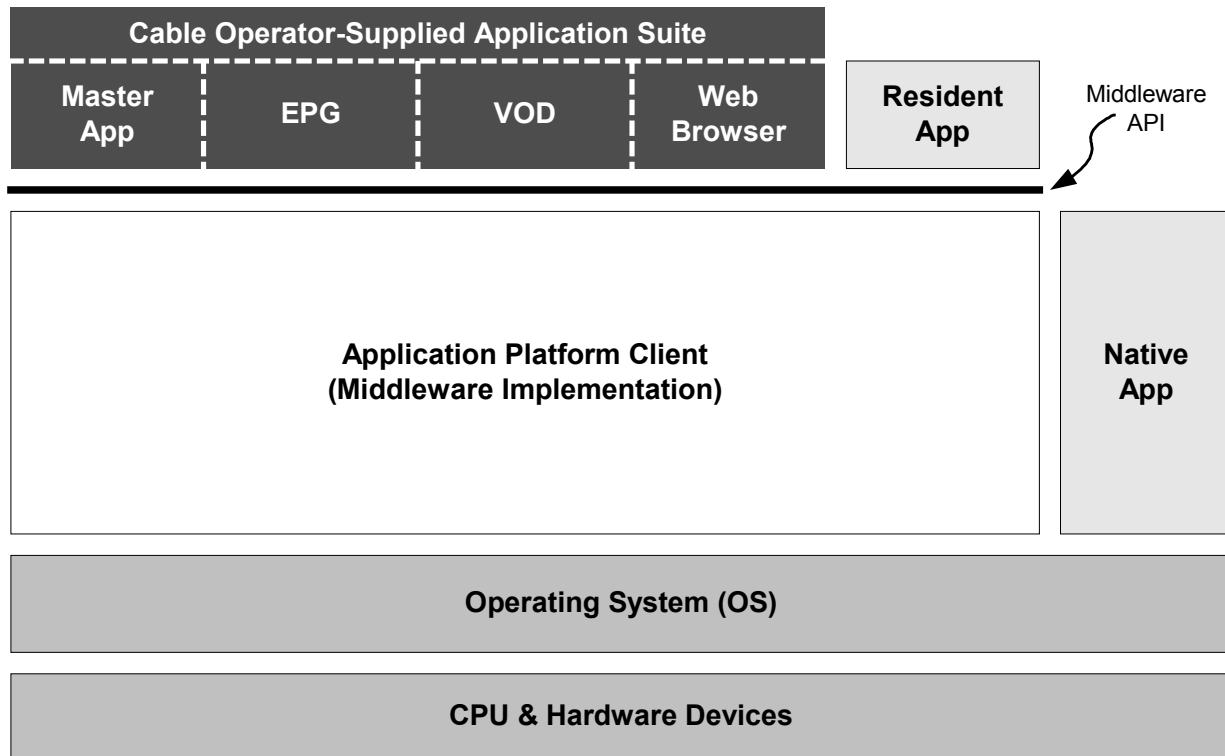 Cable Operator-Supplied Application Suite
Master
App
EPG
VOD
Web
Browser
Resident
App
Middleware
API
Application Platform Client
(Middleware Implementation)
Native
App
Operating System (OS)
CPU & Hardware Devices